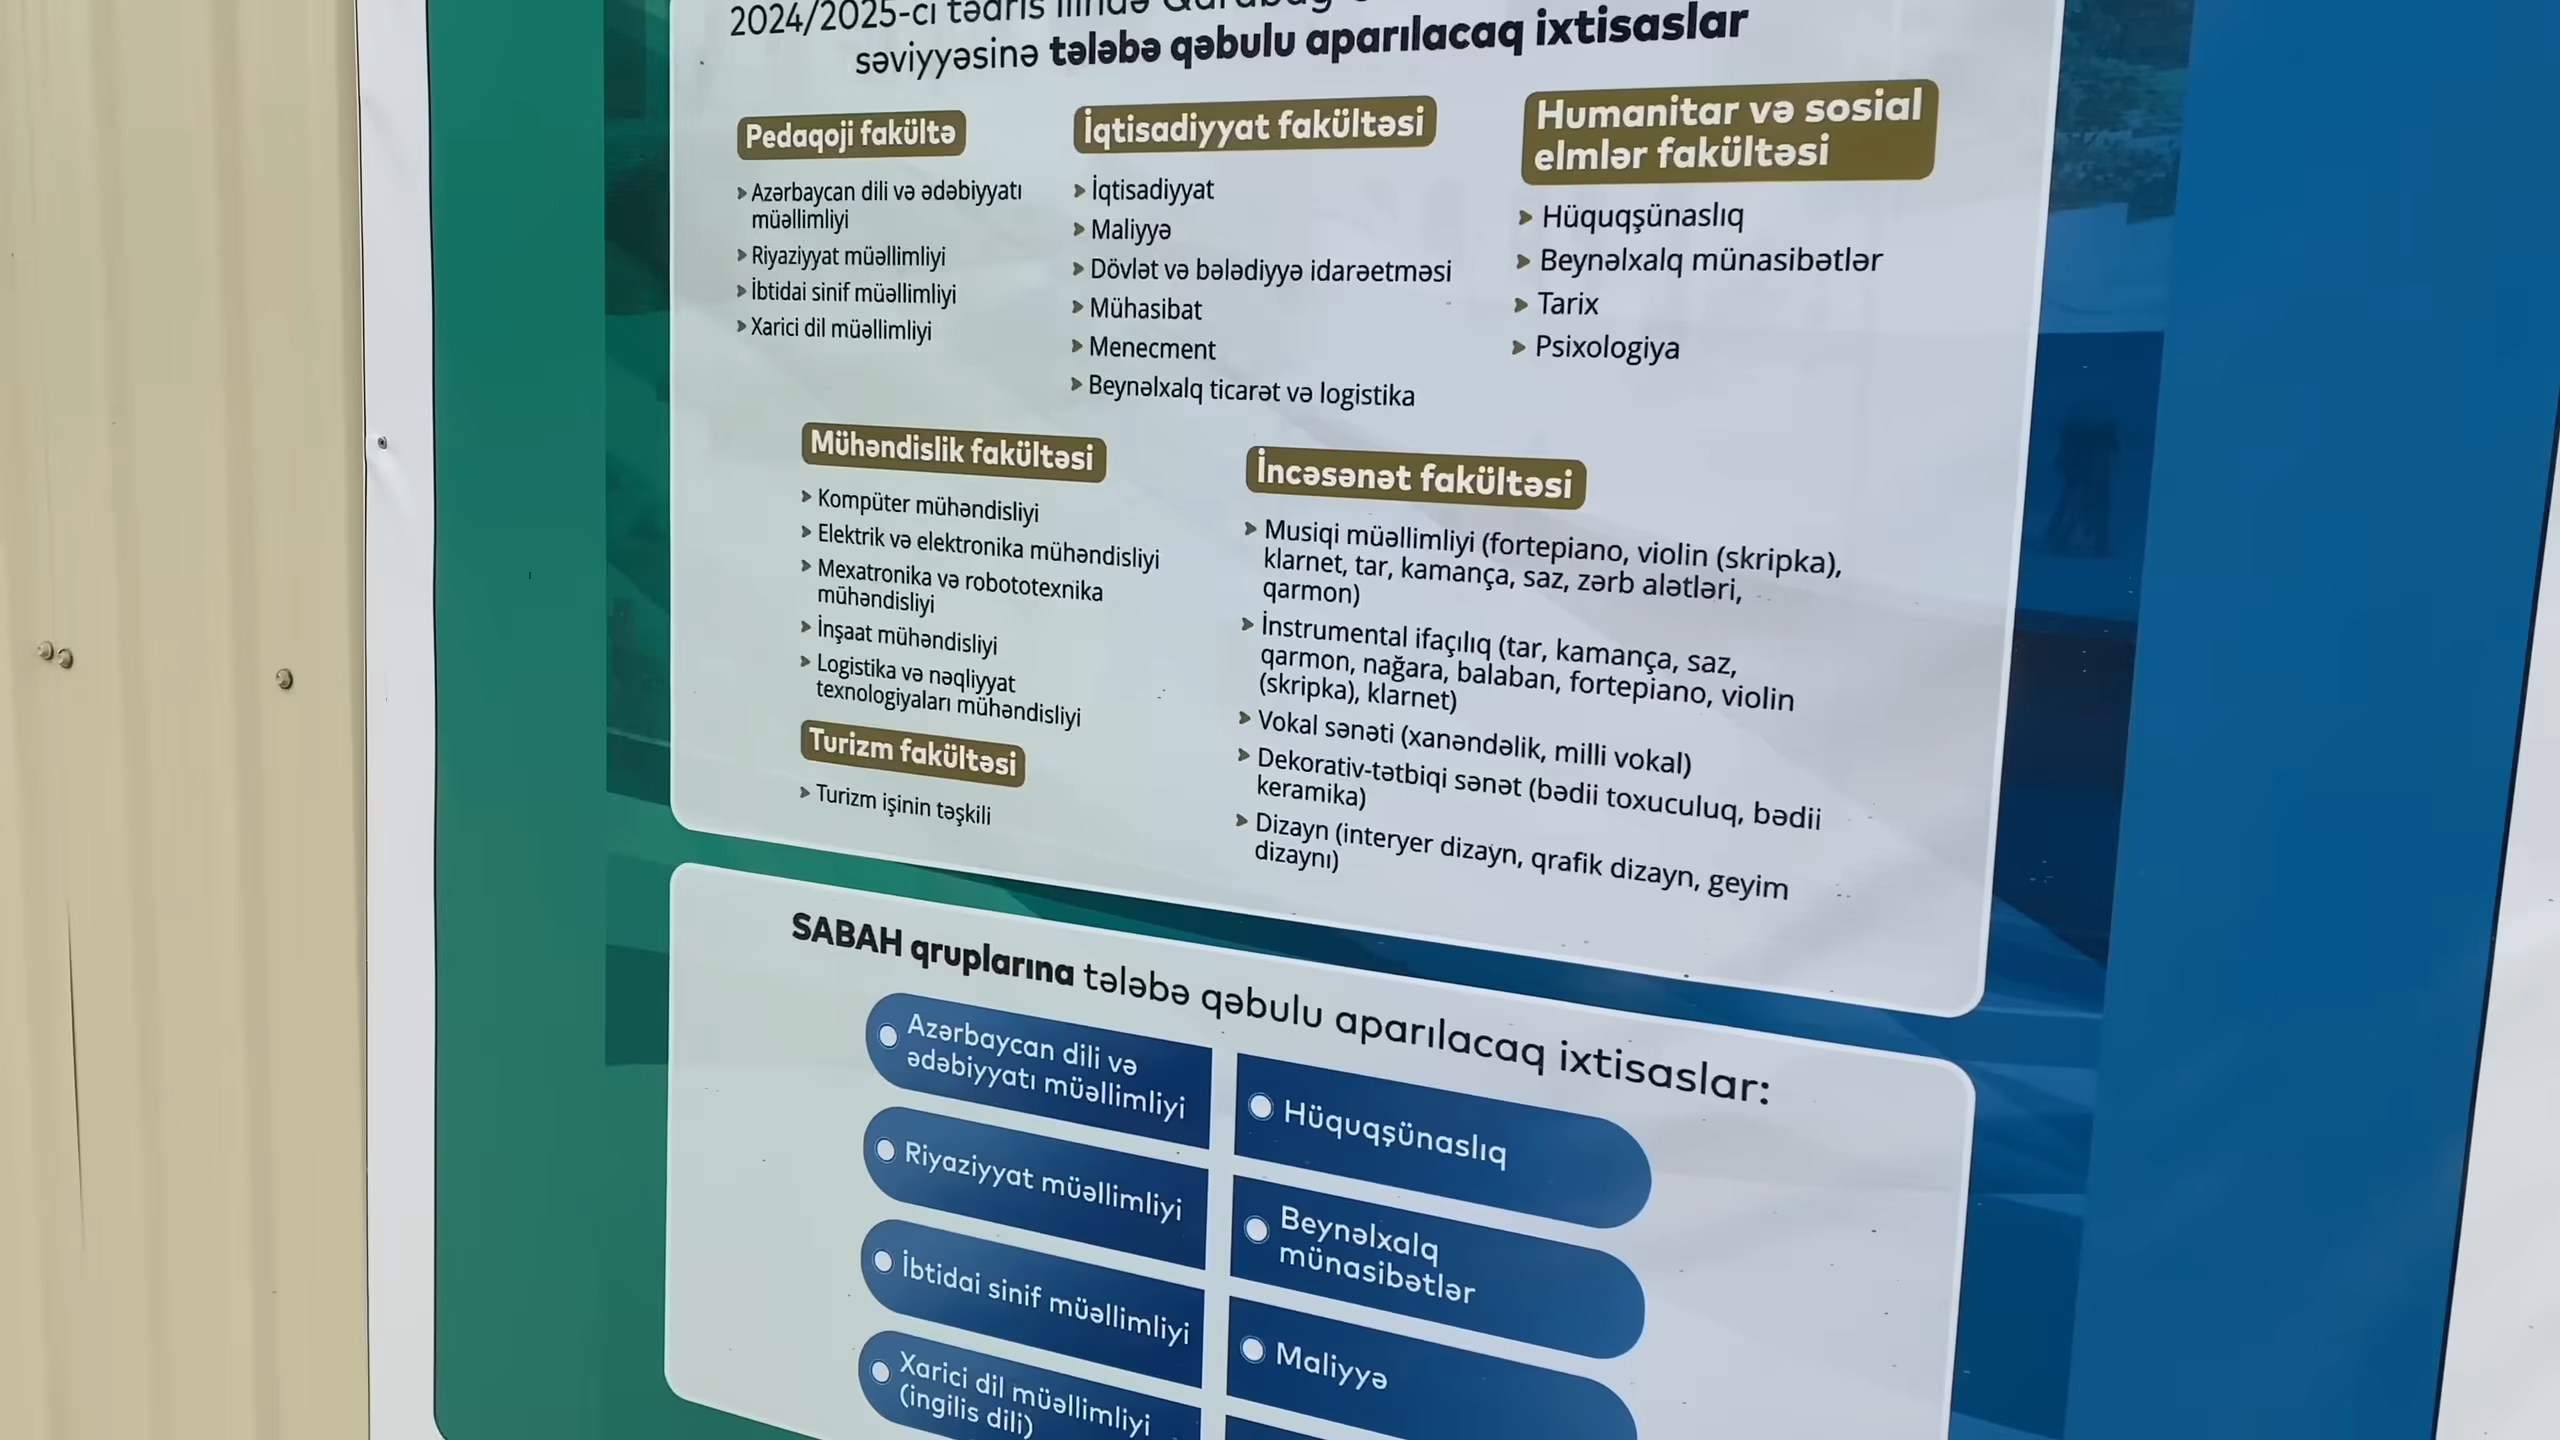 2024/2025-ci tədris ilində Qarabağ
səviyyəsinə tələbə qəbulu aparılacaq ixtisaslar
Pedaqoji fakültə
Azərbaycan dili və ədəbiyyatı
müəllimliyi
Riyaziyyat müəllimliyi
İbtidai sinif müəllimliyi
Xarici dil müəllimliyi
İqtisadiyyat fakültəsi
İqtisadiyyat
Maliyyə
Dövlət və bələdiyyə idarəetməsi
Mühasibat
Menecment
Beynəlxalq ticarət və logistika
Humanitar və sosial
elmlər fakültəsi
Hüquqşünaslıq
Beynəlxalq münasibətlər
Tarix
Psixologiya
Mühəndislik fakültəsi
Kompüter mühəndisliyi
Elektrik və elektronika mühəndisliyi
Mexatronika və robototexnika
mühəndisliyi
İnşaat mühəndisliyi
Logistika və nəqliyyat
texnologiyaları mühəndisliyi
Turizm fakültəsi
Turizm işinin təşkili
İncəsənət fakültəsi
Musiqi müəllimliyi (fortepiano, violin (skripka),
klarnet, tar, kamança, saz, zərb alətləri,
qarmon)
İnstrumental ifaçılıq (tar, kamança, saz,
qarmon, nağara, balaban, fortepiano, violin
(skripka), klarnet)
Vokal sənəti (xanəndəlik, milli vokal)
Dekorativ-tətbiqi sənət (bədii toxuculuq, bədii
keramika)
Dizayn (interyer dizayn, qrafik dizayn, geyim
dizaynı)
SABAH qruplarına tələbə qəbulu aparılacaq ixtisaslar:
Azərbaycan dili və
ədəbiyyatı müəllimliyi
Riyaziyyat müəllimliyi
İbtidai sinif müəllimliyi
Xarici dil müəllimliyi
(ingilis dili)
Hüquqşünaslıq
Beynəlxalq
münasibətlər
Maliyyə